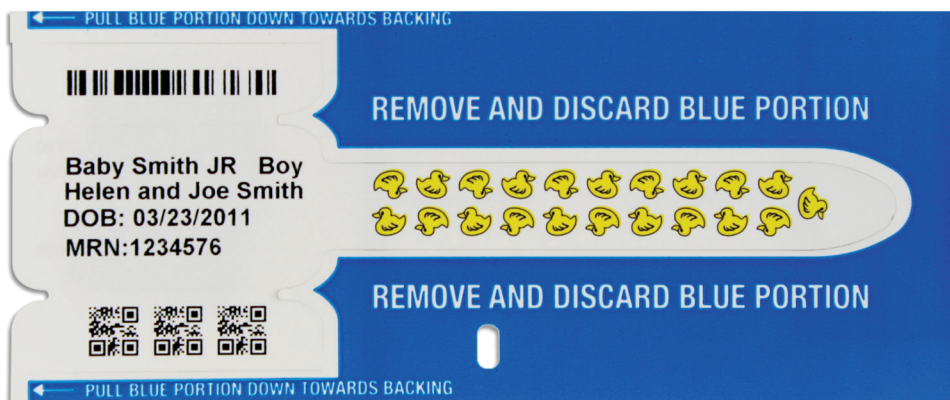 PULL BLUE PORTION DOWN TOWARDS BACKING
REMOVE AND DISCARD BLUE PORTION
Baby Smith JR Boy
Helen and Joe Smith
DOB: 03/23/2011
MRN:1234576
REMOVE AND DISCARD BLUE PORTION
PULL BLUE PORTION DOWN TOWARDS BACKING